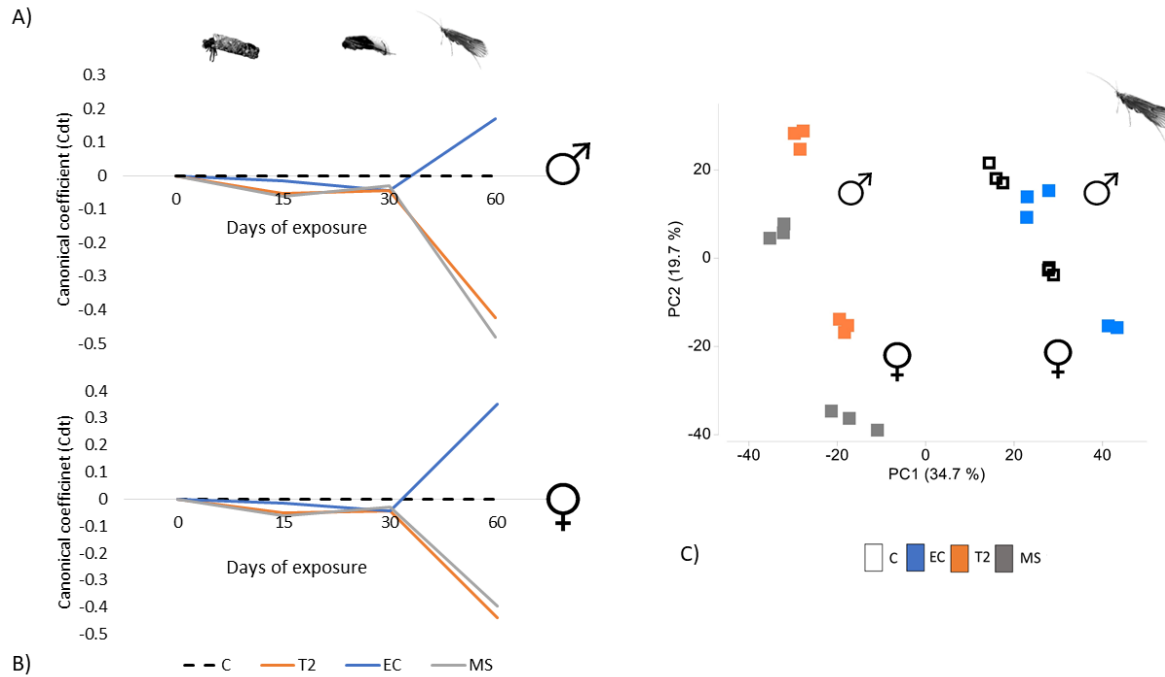 A)
0.3
0.2
0.1
0
-0.1
-0.2
-0.3
-0.4
-0.5
Canonical coefficient (Cdt)
0 15 30 60
Days of exposure
0.4
0.3
0.2
0.1
0
-0.1
-0.2
-0.3
-0.4
-0.5
Canonical coefficinet (Cdt)
0 15 30 60
Days of exposure
B)
C T2 EC MS
20
0
-20
-40
PC2 (19.7 %)
-40 -20 0 20 40
PC1 (34.7 %)
C)
C EC T2 MS